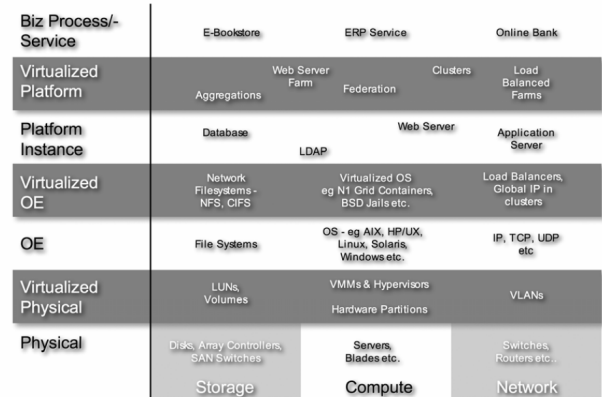 Biz Process/-
Service
E-Bookstore
ERP Service
Online Bank
Virtualized
Platform
Aggregations
Web Server
Farm
Federation
Clusters
Load
Balanced
Farms
Platform
Instance
Database
LDAP
Web Server
Application
Server
Virtualized
OE
Network
Filesystems -
NFS, CIFS
Virtualized OS
eg N1 Grid Containers,
BSD Jails etc.
Load Balancers,
Global IP in
clusters
OE
File Systems
OS - eg AIX, HP/UX,
Linux, Solaris,
Windows etc.
IP, TCP, UDP
etc
Virtualized
Physical
LUNs,
Volumes
VMMs & Hypervisors
Hardware Partitions
VLANs
Physical
Disks, Array Controllers,
SAN Switches
Servers,
Blades etc.
Switches,
Routers etc..
Storage
Compute
Network